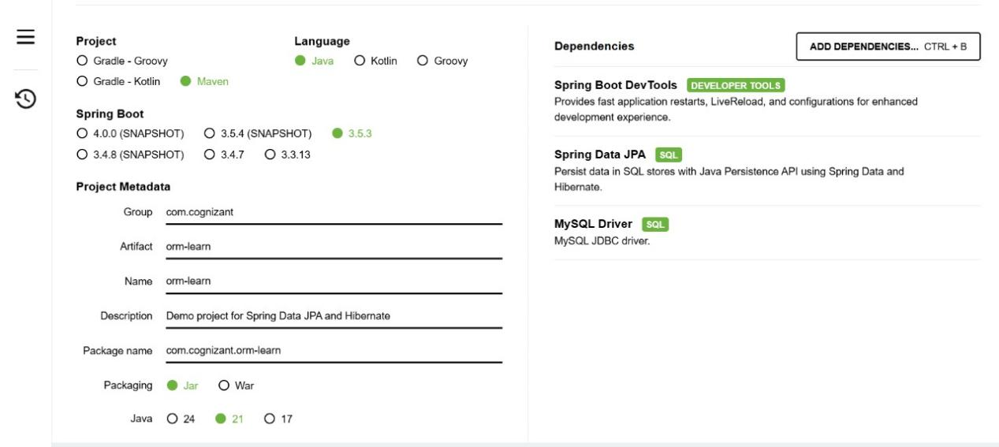 Project
Gradle - Groovy
Gradle - Kotlin Maven
Language
Java Kotlin Groovy
Spring Boot
4.0.0 (SNAPSHOT) 3.5.4 (SNAPSHOT) 3.5.3
3.4.8 (SNAPSHOT) 3.4.7 3.3.13
Project Metadata
Group com.cognizant
Artifact orm-learn
Name orm-learn
Description Demo project for Spring Data JPA and Hibernate
Package name com.cognizant.orm-learn
Packaging Jar War
Java 24 21 17
Dependencies ADD DEPENDENCIES... CTRL + B
Spring Boot DevTools DEVELOPER TOOLS
Provides fast application restarts, LiveReload, and configurations for enhanced
development experience.
Spring Data JPA SQL
Persist data in SQL stores with Java Persistence API using Spring Data and
Hibernate.
MySQL Driver SQL
MySQL JDBC driver.